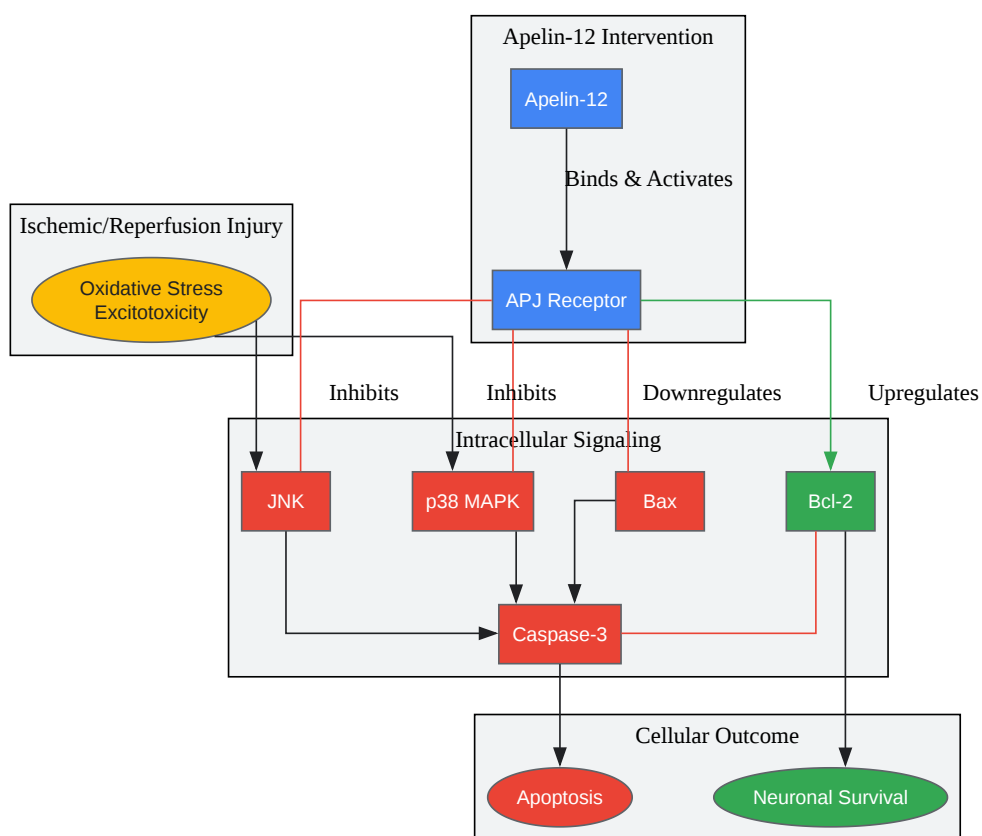 Apelin-12 Intervention
Apelin-12
Binds & Activates
Ischemic/Reperfusion Injury
Oxidative Stress
Excitotoxicity
APJ Receptor
Inhibits
Inhibits
Downregulates
Upregulates
Intracellular Signaling
JNK
p38 MAPK
Bax
Bcl-2
Caspase-3
Cellular Outcome
Apoptosis
Neuronal Survival